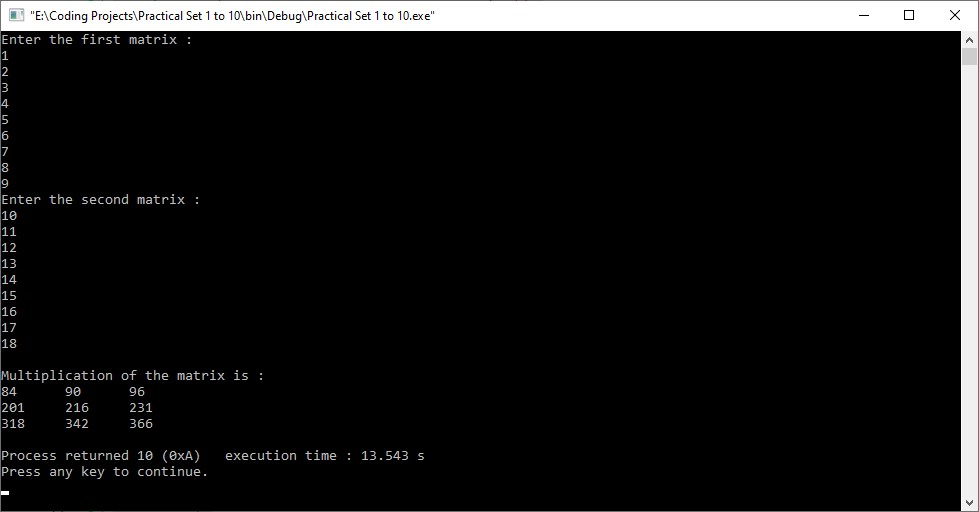 "E:\Coding Projects\Practical Set 1 to 10\bin\Debug\Practical Set 1 to 10.exe"
Enter the first matrix :
1
2
3
4
5
6
7
8
9
Enter the second matrix :
10
11
12
13
14
15
16
17
18
Multiplication of the matrix is :
84 90 96
201 216 231
318 342 366
Process returned 10 (0xA) execution time : 13.543 s
Press any key to continue.